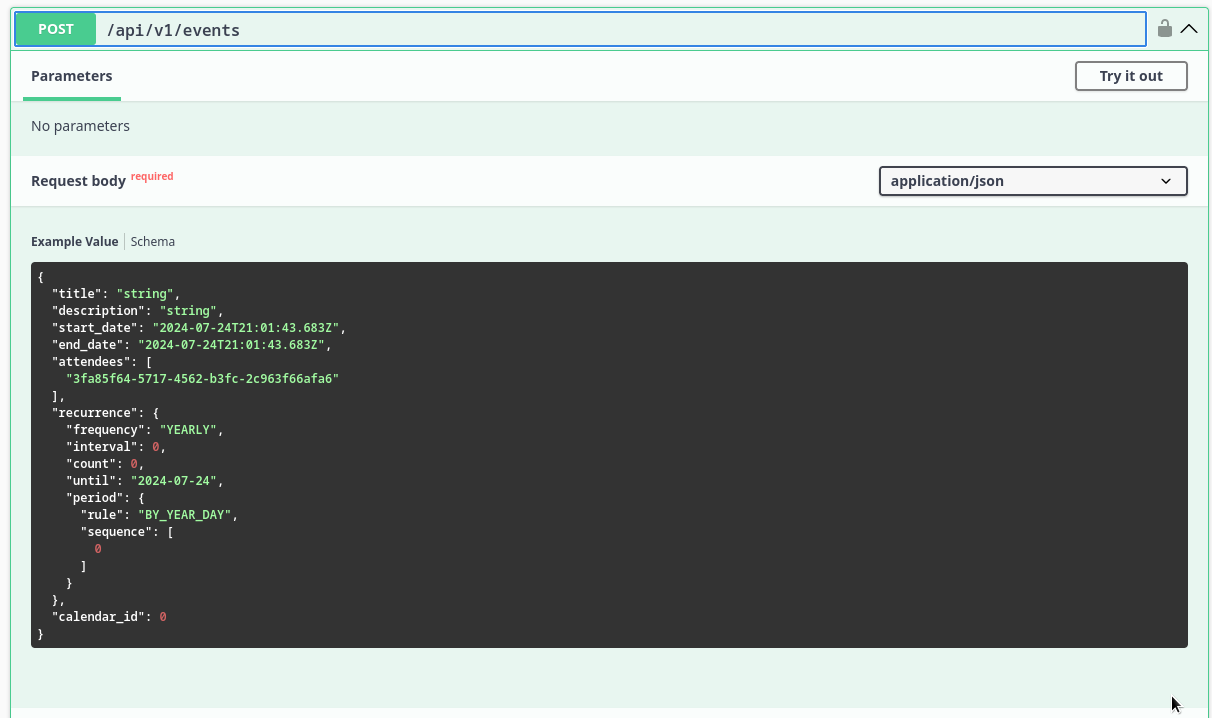 POST /api/v1/events
Parameters
Try it out
No parameters
Request body required
application/json
Example Value
Schema
{
  "title": "string",
  "description": "string",
  "start_date": "2024-07-24T21:01:43.683Z",
  "end_date": "2024-07-24T21:01:43.683Z",
  "attendees": [
    "3fa85f64-5717-4562-b3fc-2c963f66afa6"
  ],
  "recurrence": {
    "frequency": "YEARLY",
    "interval": 0,
    "count": 0,
    "until": "2024-07-24",
    "period": {
      "rule": "BY_YEAR_DAY",
      "sequence": [
        0
      ]
    }
  },
  "calendar_id": 0
}